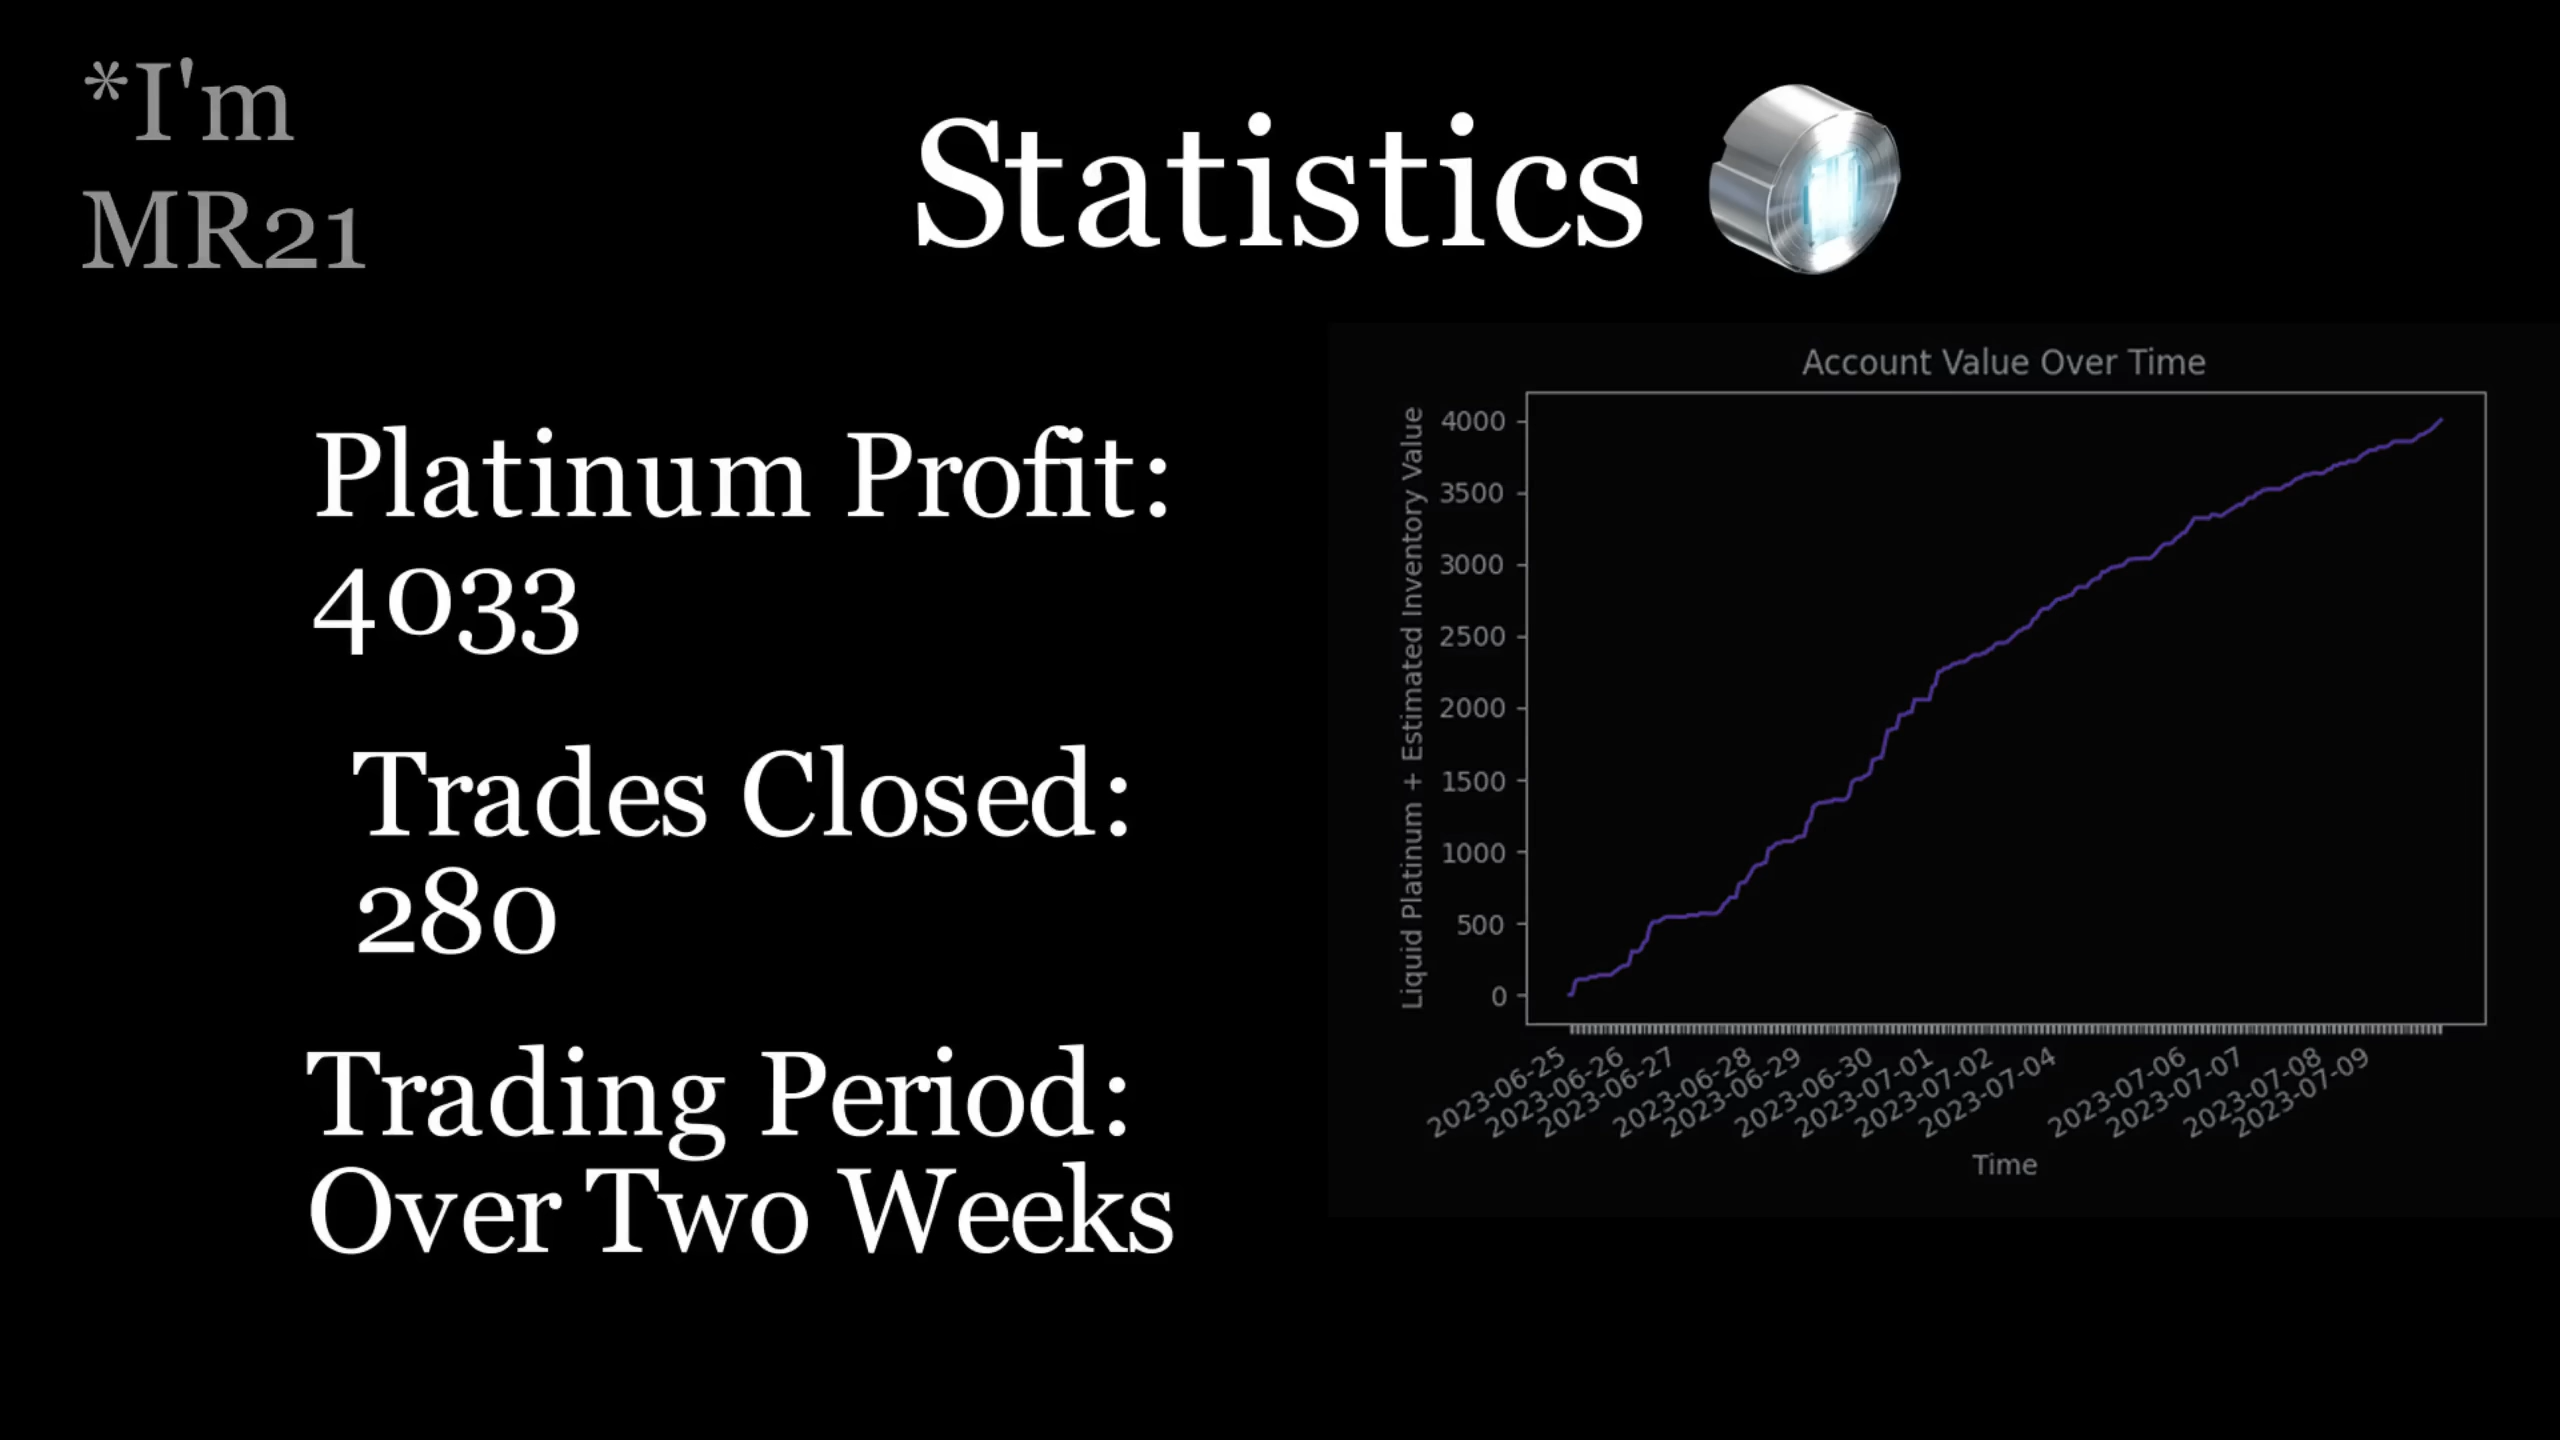 *I'm
MR21
Statistics
Platinum Profit:
4033
Trades Closed:
280
Trading Period:
Over Two Weeks
Account Value Over Time
Liquid Platinum + Estimated Inventory Value
4000
3500
3000
2500
2000
1500
1000
500
0
2023-06-25
2023-06-26
2023-06-27
2023-06-28
2023-06-29
2023-06-30
2023-07-01
2023-07-02
2023-07-04
2023-07-06
2023-07-07
2023-07-08
2023-07-09
Time